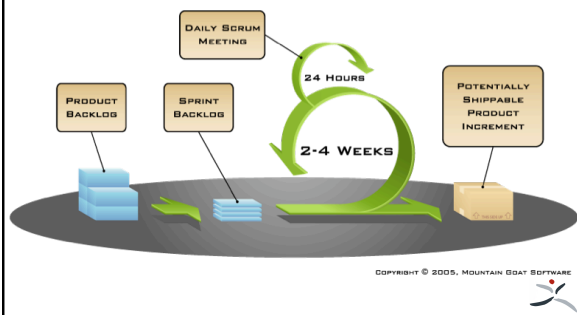 DAILY SCRUM
MEETING
24 HOURS
PRODUCT
BACKLOG
SPRINT
BACKLOG
POTENTIALLY
SHIPPABLE
PRODUCT
INCREMENT
2-4 WEEKS
COPYRIGHT © 2005, MOUNTAIN GOAT SOFTWARE